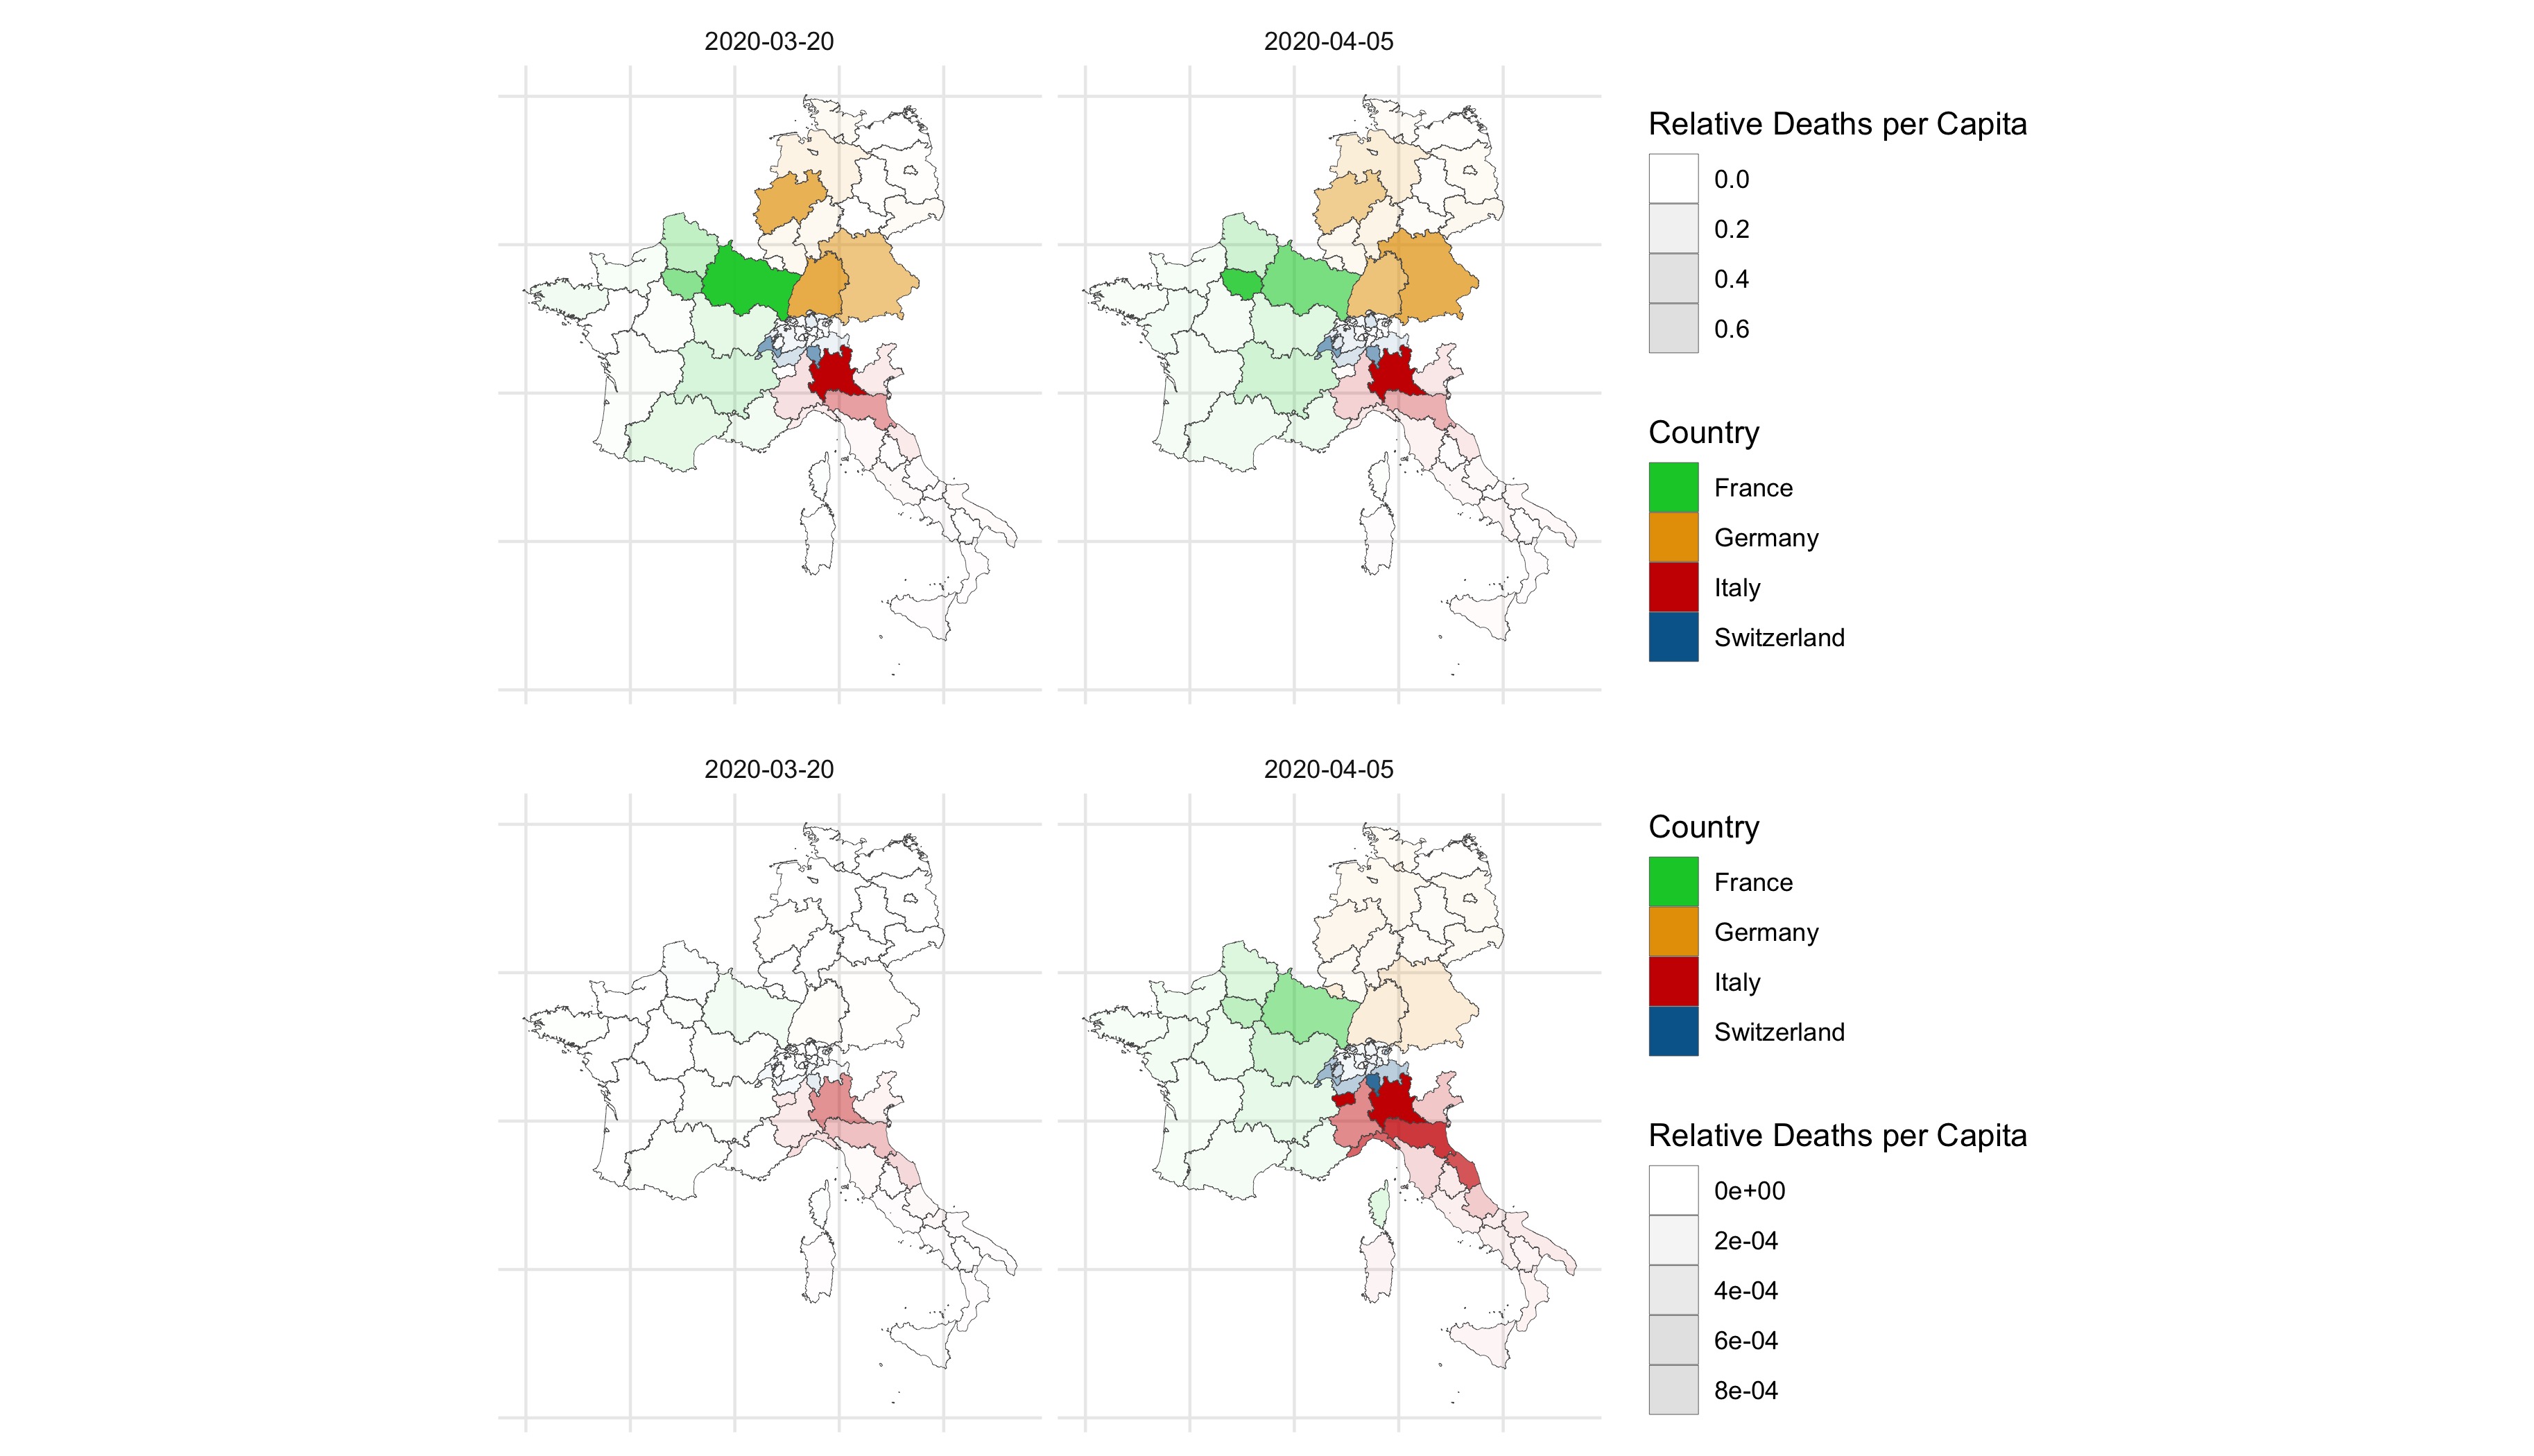 2020-03-20
2020-04-05
Relative Deaths per Capita
0.0
0.2
0.4
0.6
Country
France
Germany
Italy
Switzerland
2020-03-20
2020-04-05
Country
France
Germany
Italy
Switzerland
Relative Deaths per Capita
0e+00
2e-04
4e-04
6e-04
8e-04